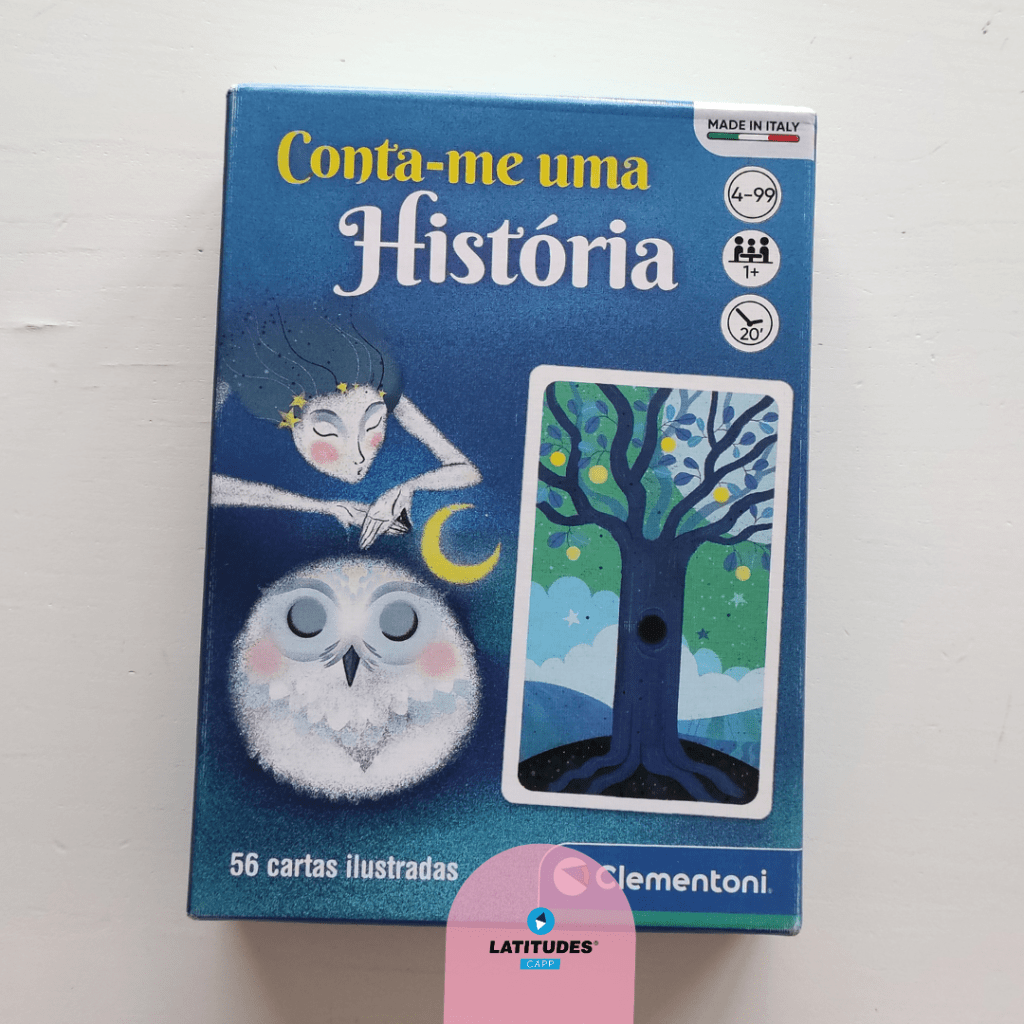 MADE IN ITALY
Conta-me uma
História
4-99
1+
20'
56 cartas ilustradas
Clementoni®
LATITUDES®
CAPP